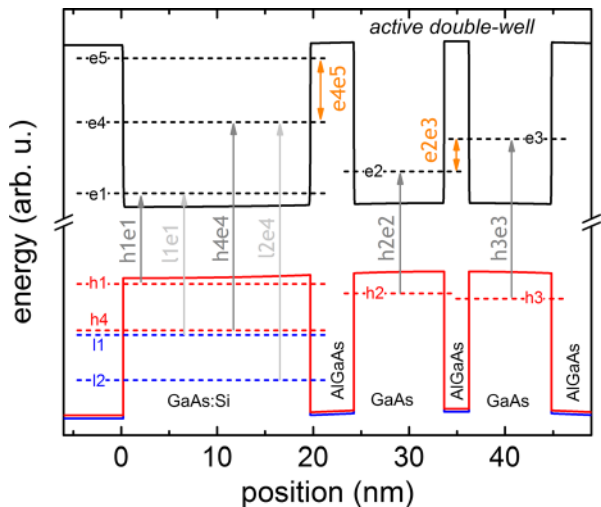 active double-well
e5
e4e5
e4
e3
e2e3
e2
e1
energy (arb. u.)
h1e1
l1e1
h4e4
l2e4
h2e2
h3e3
h1
h2
h3
h4
l1
l2
GaAs:Si
AlGaAs
GaAs
AlGaAs
GaAs
AlGaAs
0 10 20 30 40
position (nm)